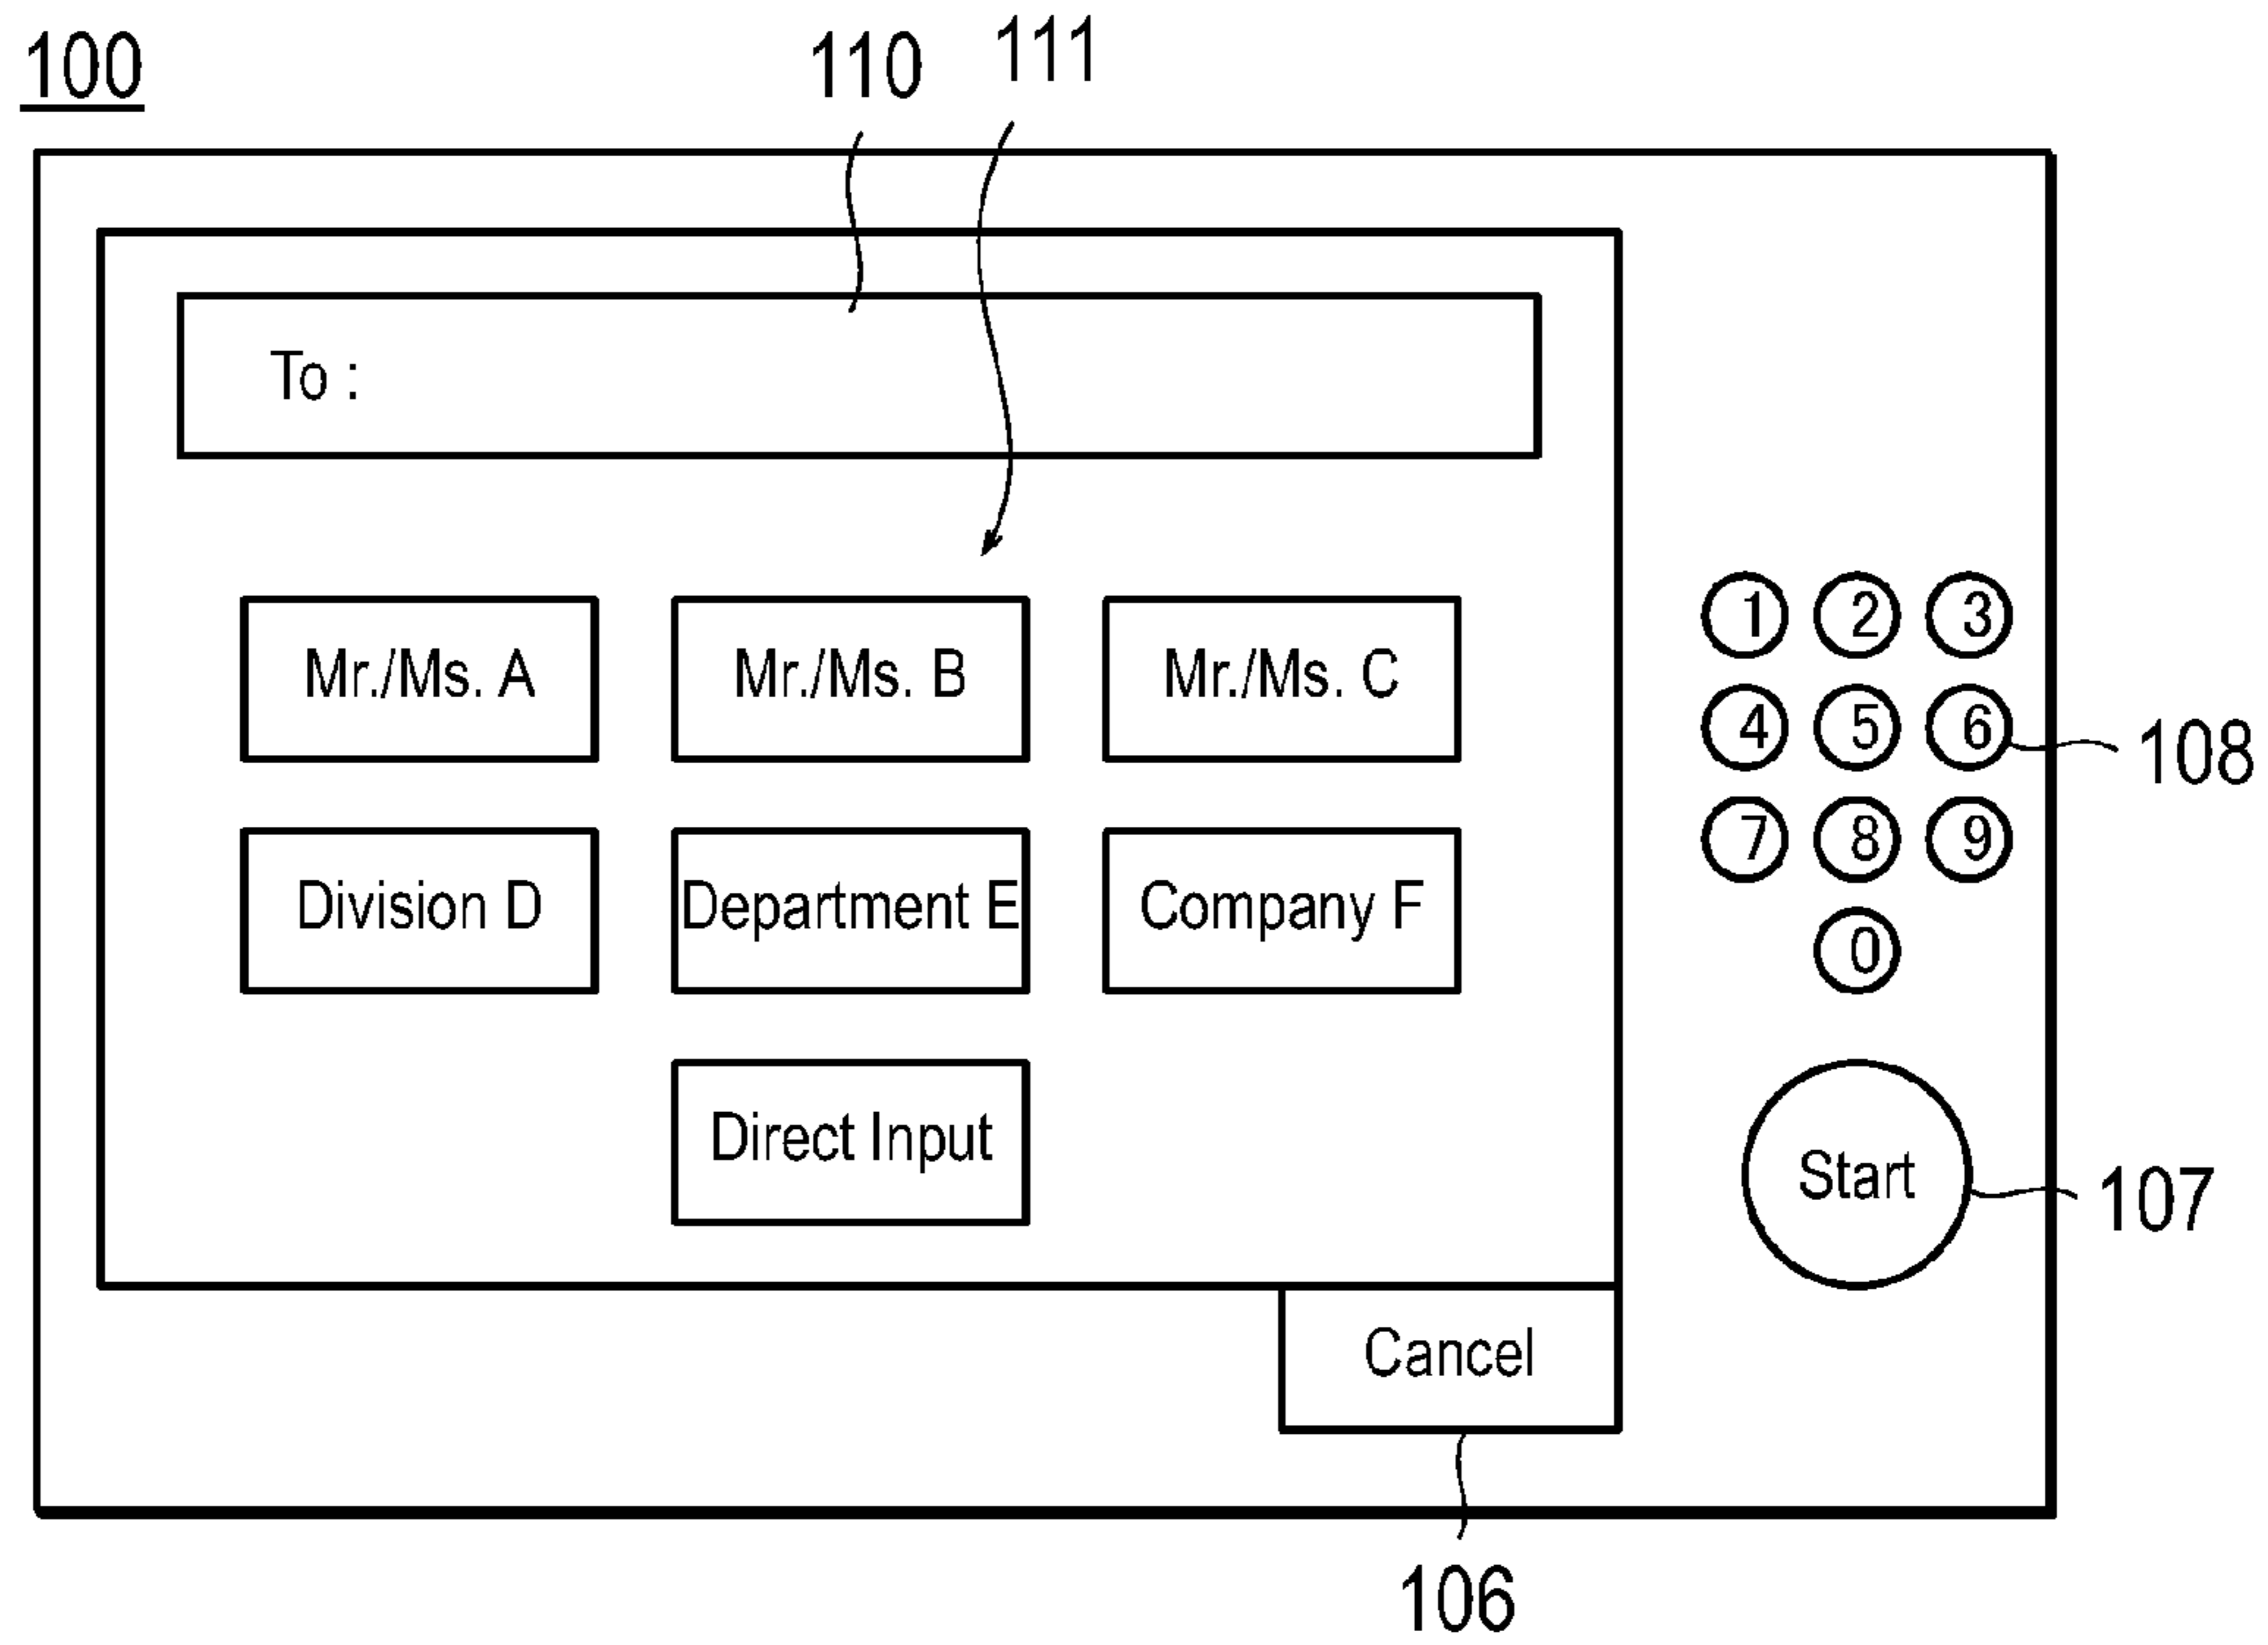 100
110
111
To :
Mr./Ms. A
Mr./Ms. B
Mr./Ms. C
Division D
Department E
Company F
Direct Input
Cancel
1 2 3
4 5 6
7 8 9
0
Start
108
107
106